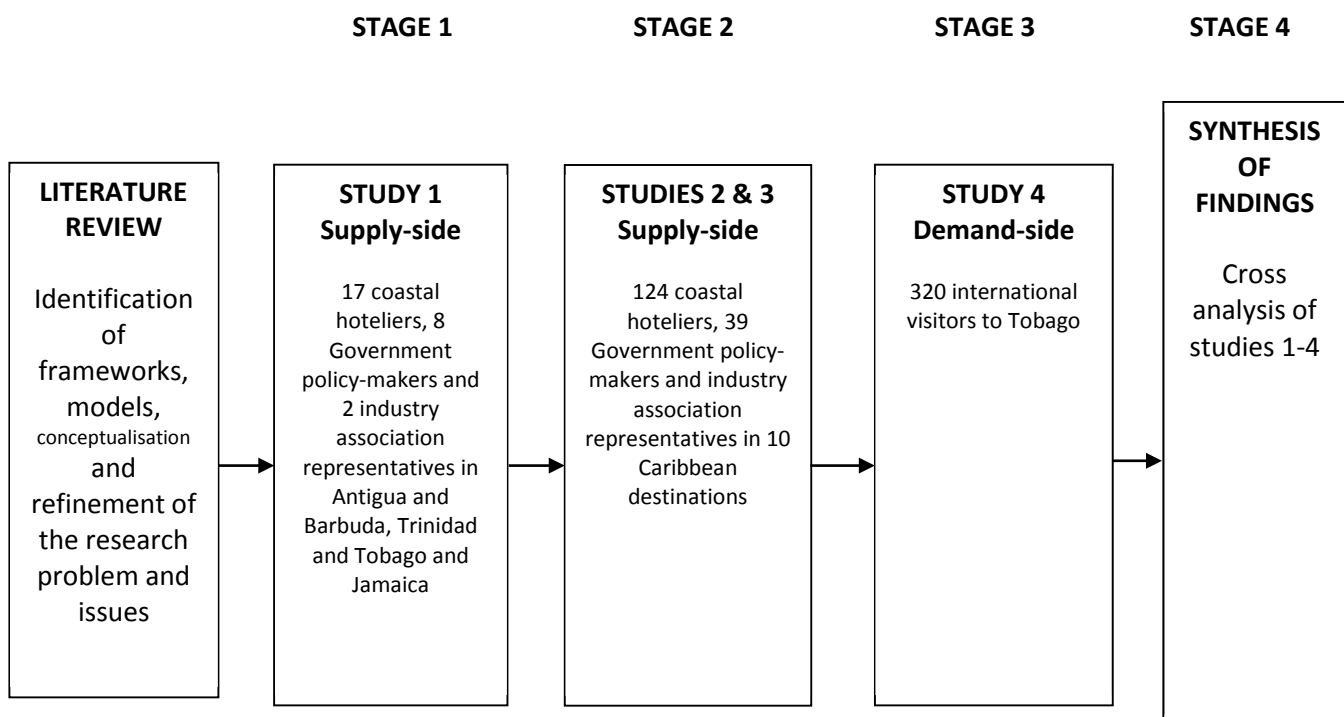 STAGE 1
STAGE 2
STAGE 3
STAGE 4
LITERATURE
REVIEW
Identification
of
frameworks,
models,
conceptualisation
and
refinement of
the research
problem and
issues
STUDY 1
Supply-side
17 coastal
hoteliers, 8
Government
policy-makers and
2 industry
association
representatives in
Antigua and
Barbuda, Trinidad
and Tobago and
Jamaica
STUDIES 2 & 3
Supply-side
124 coastal
hoteliers, 39
Government policy-
makers and industry
association
representatives in 10
Caribbean
destinations
STUDY 4
Demand-side
320 international
visitors to Tobago
SYNTHESIS
OF
FINDINGS
Cross
analysis of
studies 1-4